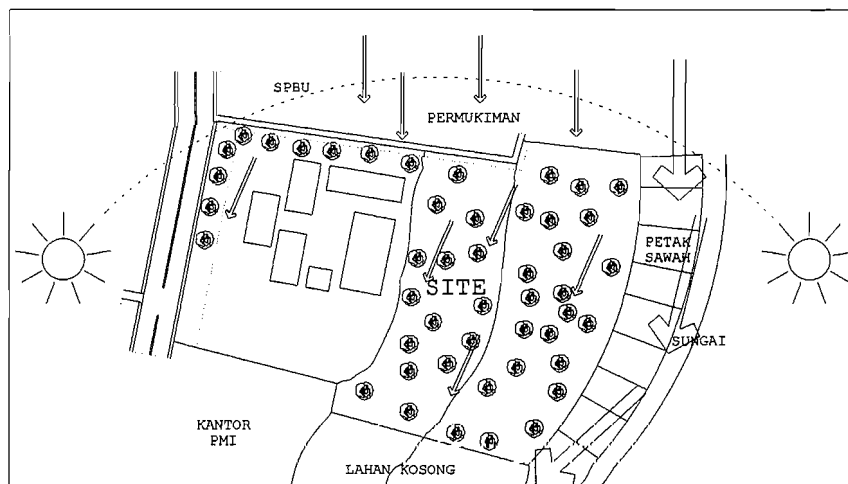 SPBU
PERMUKIMAN
PETAK
SAWAH
SITE
SUNGAI
KANTOR
PMI
LAHAN KOSONG